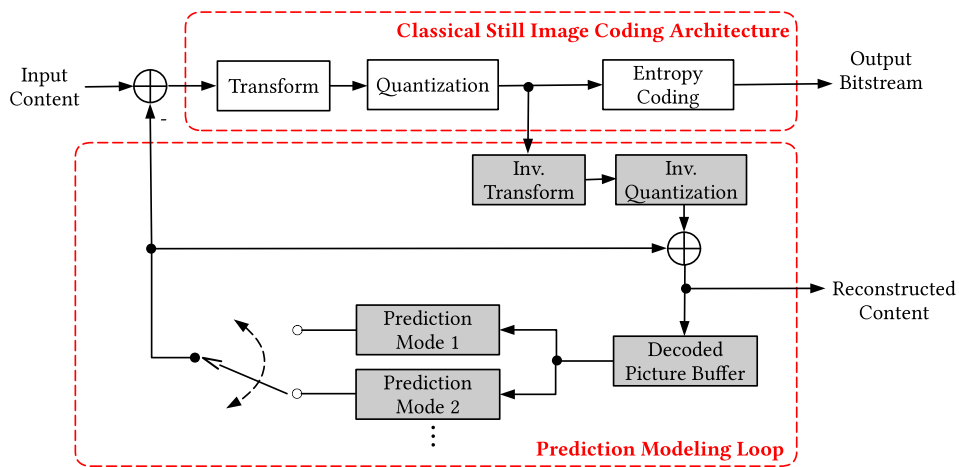 Classical Still Image Coding Architecture
Input
Content
Transform
Quantization
Entropy
Coding
Output
Bitstream
-
Inv.
Transform
Inv.
Quantization
Reconstructed
Content
Prediction
Mode 1
Decoded
Picture Buffer
Prediction
Mode 2
⋮
Prediction Modeling Loop